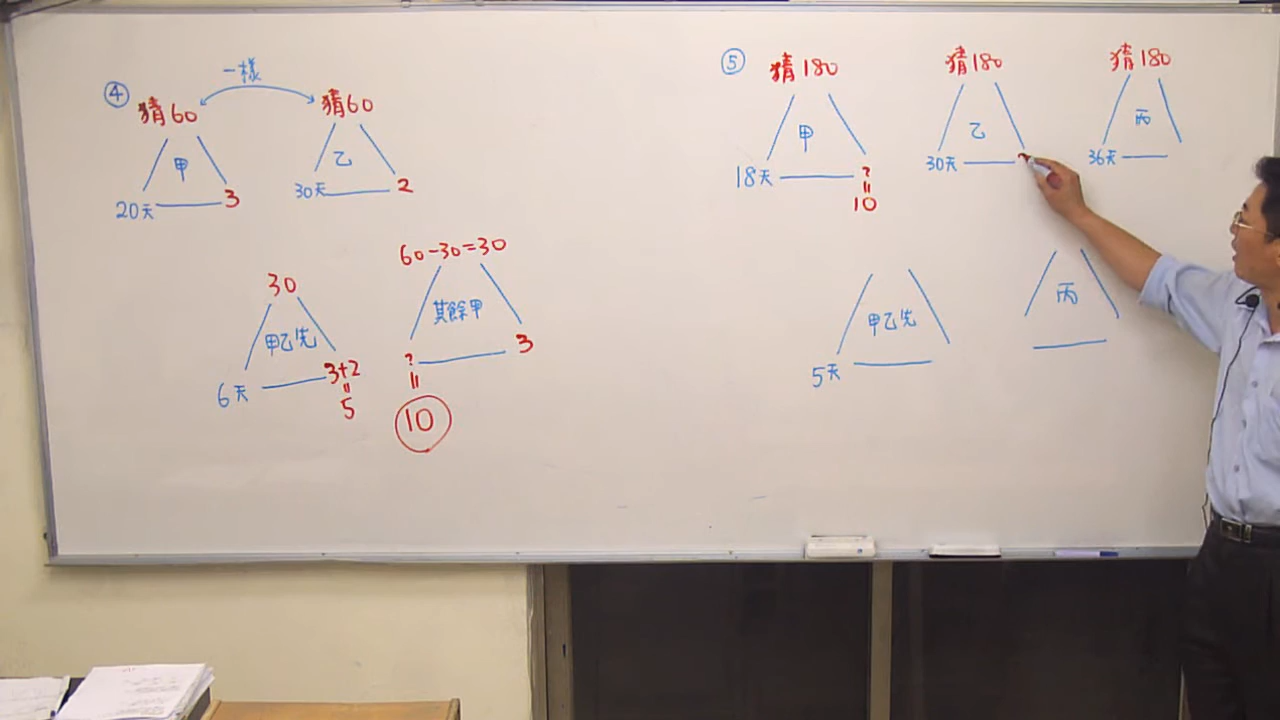 ④
一樣
猜60
猜60
甲
乙
20天
3
30天
2
30
甲乙先
6天
3+2
=
5
60-30=30
其餘甲
?
3
=
10
⑤
猜180
猜180
猜180
甲
乙
丙
18天
?
=
10
30天
36天
甲乙先
丙
5天